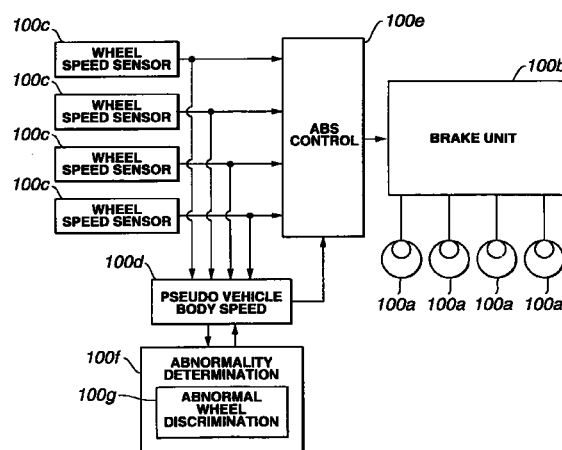 100c
WHEEL
SPEED SENSOR
100c
WHEEL
SPEED SENSOR
100c
WHEEL
SPEED SENSOR
100c
WHEEL
SPEED SENSOR
100e
ABS
CONTROL
100b
BRAKE UNIT
100a
100a
100a
100a
100d
PSEUDO VEHICLE
BODY SPEED
100f
ABNORMALITY
DETERMINATION
100g
ABNORMAL
WHEEL
DISCRIMINATION